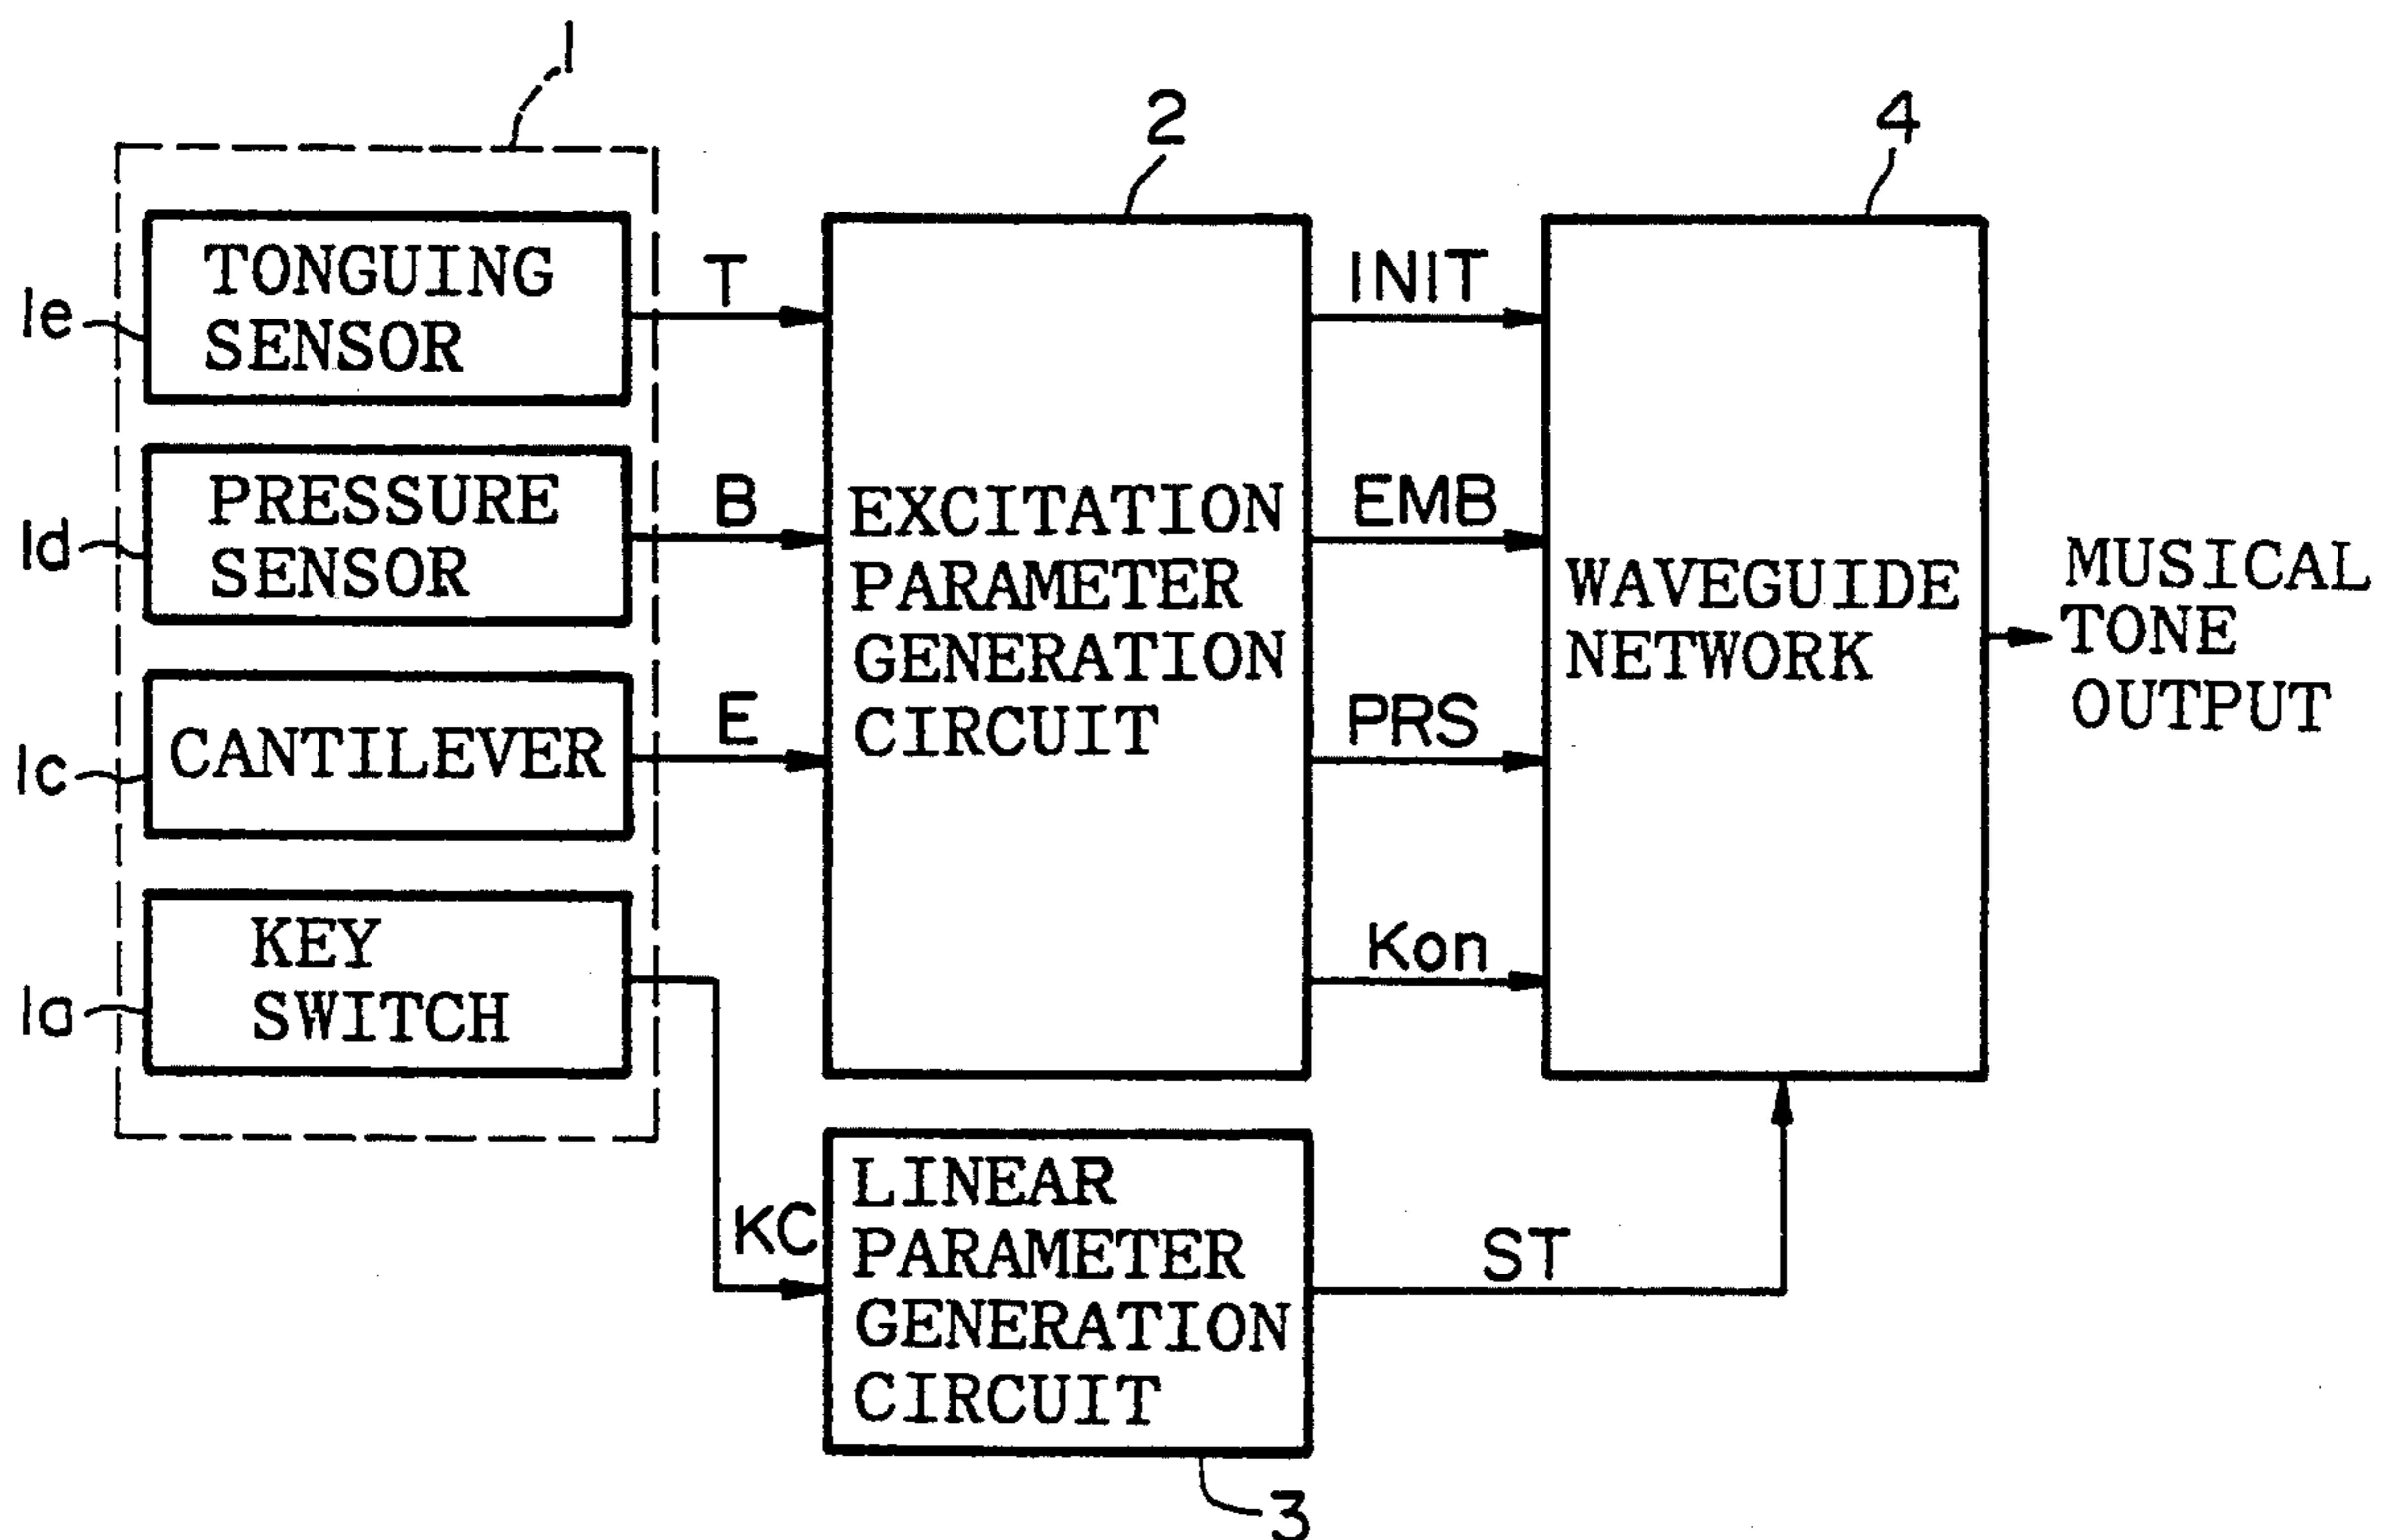 1
2
4
TONGUING
SENSOR
1e
T
INIT
PRESSURE
SENSOR
1d
B
EMB
EXCITATION
PARAMETER
GENERATION
CIRCUIT
WAVEGUIDE
NETWORK
MUSICAL
TONE
OUTPUT
CANTILEVER
1c
E
PRS
KEY
SWITCH
1a
Kon
KC
LINEAR
PARAMETER
GENERATION
CIRCUIT
ST
3